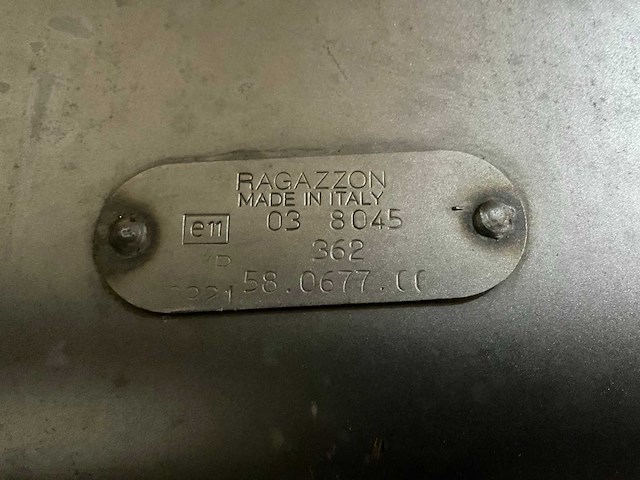 RAGAZZON
MADE IN ITALY
e11 03 8045
362
58.0677.